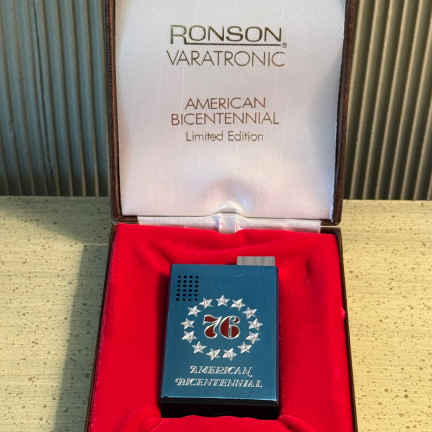 RONSON®
VARATRONIC
AMERICAN
BICENTENNIAL
Limited Edition
76
AMERICAN
BICENTENNIAL